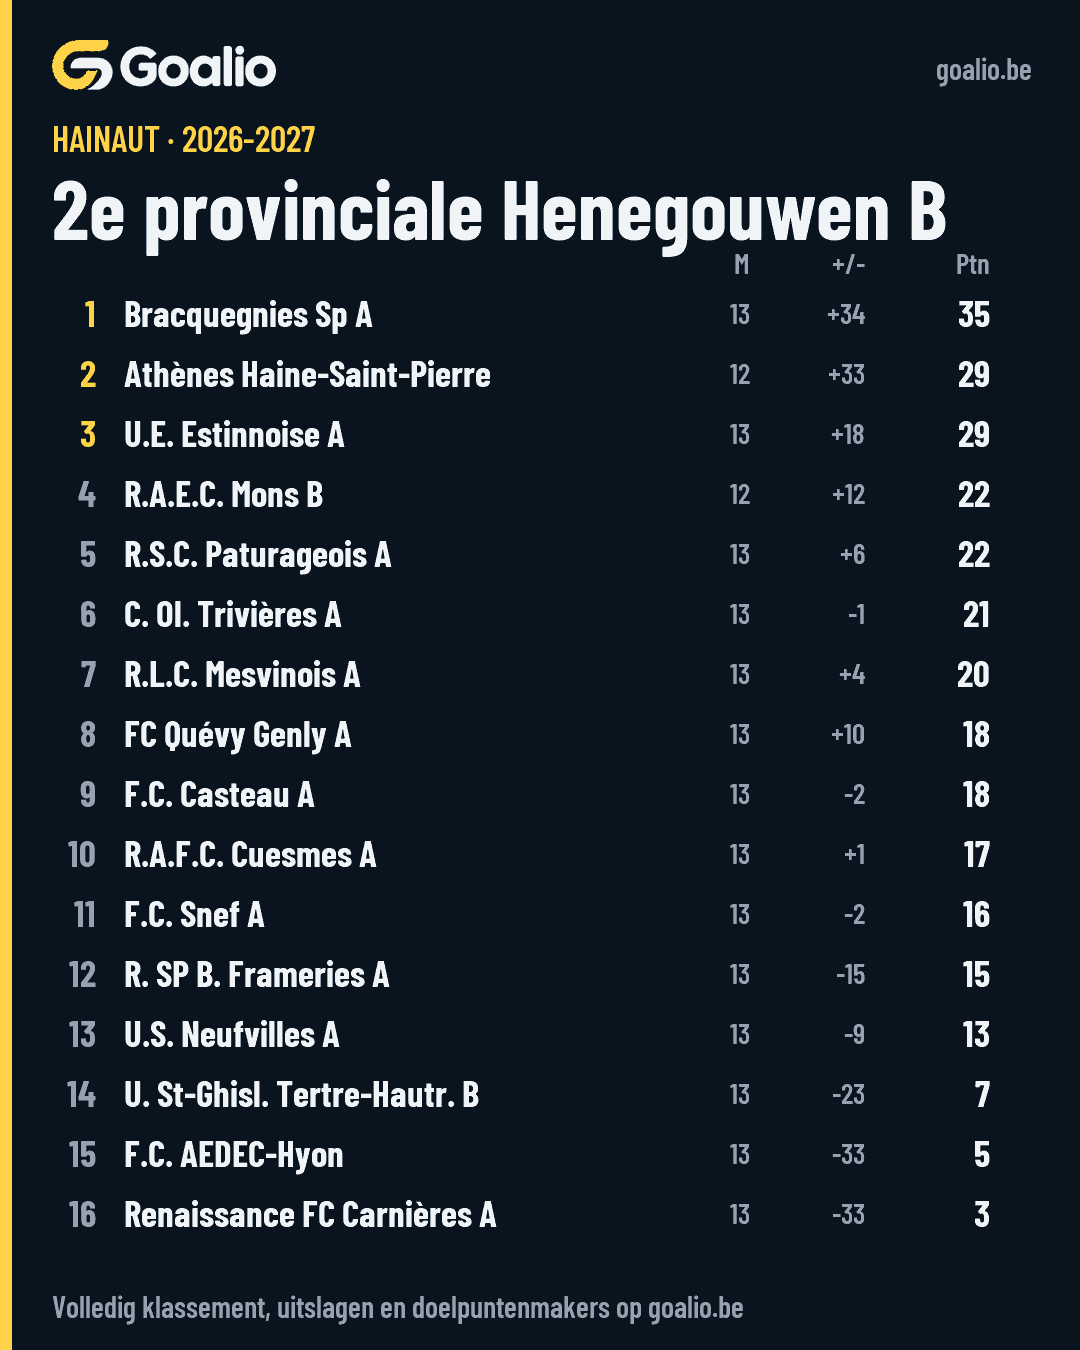 Goalio
goalio.be
HAINAUT · 2026-2027
2e provinciale Henegouwen B
M +/- Ptn
1 Bracquegnies Sp A 13 +34 35
2 Athènes Haine-Saint-Pierre 12 +33 29
3 U.E. Estinnoise A 13 +18 29
4 R.A.E.C. Mons B 12 +12 22
5 R.S.C. Paturageois A 13 +6 22
6 C. Ol. Trivières A 13 -1 21
7 R.L.C. Mesvinois A 13 +4 20
8 FC Quévy Genly A 13 +10 18
9 F.C. Casteau A 13 -2 18
10 R.A.F.C. Cuesmes A 13 +1 17
11 F.C. Snef A 13 -2 16
12 R. SP B. Frameries A 13 -15 15
13 U.S. Neufvilles A 13 -9 13
14 U. St-Ghisl. Tertre-Hautr. B 13 -23 7
15 F.C. AEDEC-Hyon 13 -33 5
16 Renaissance FC Carnières A 13 -33 3
Volledig klassement, uitslagen en doelpuntenmakers op goalio.be